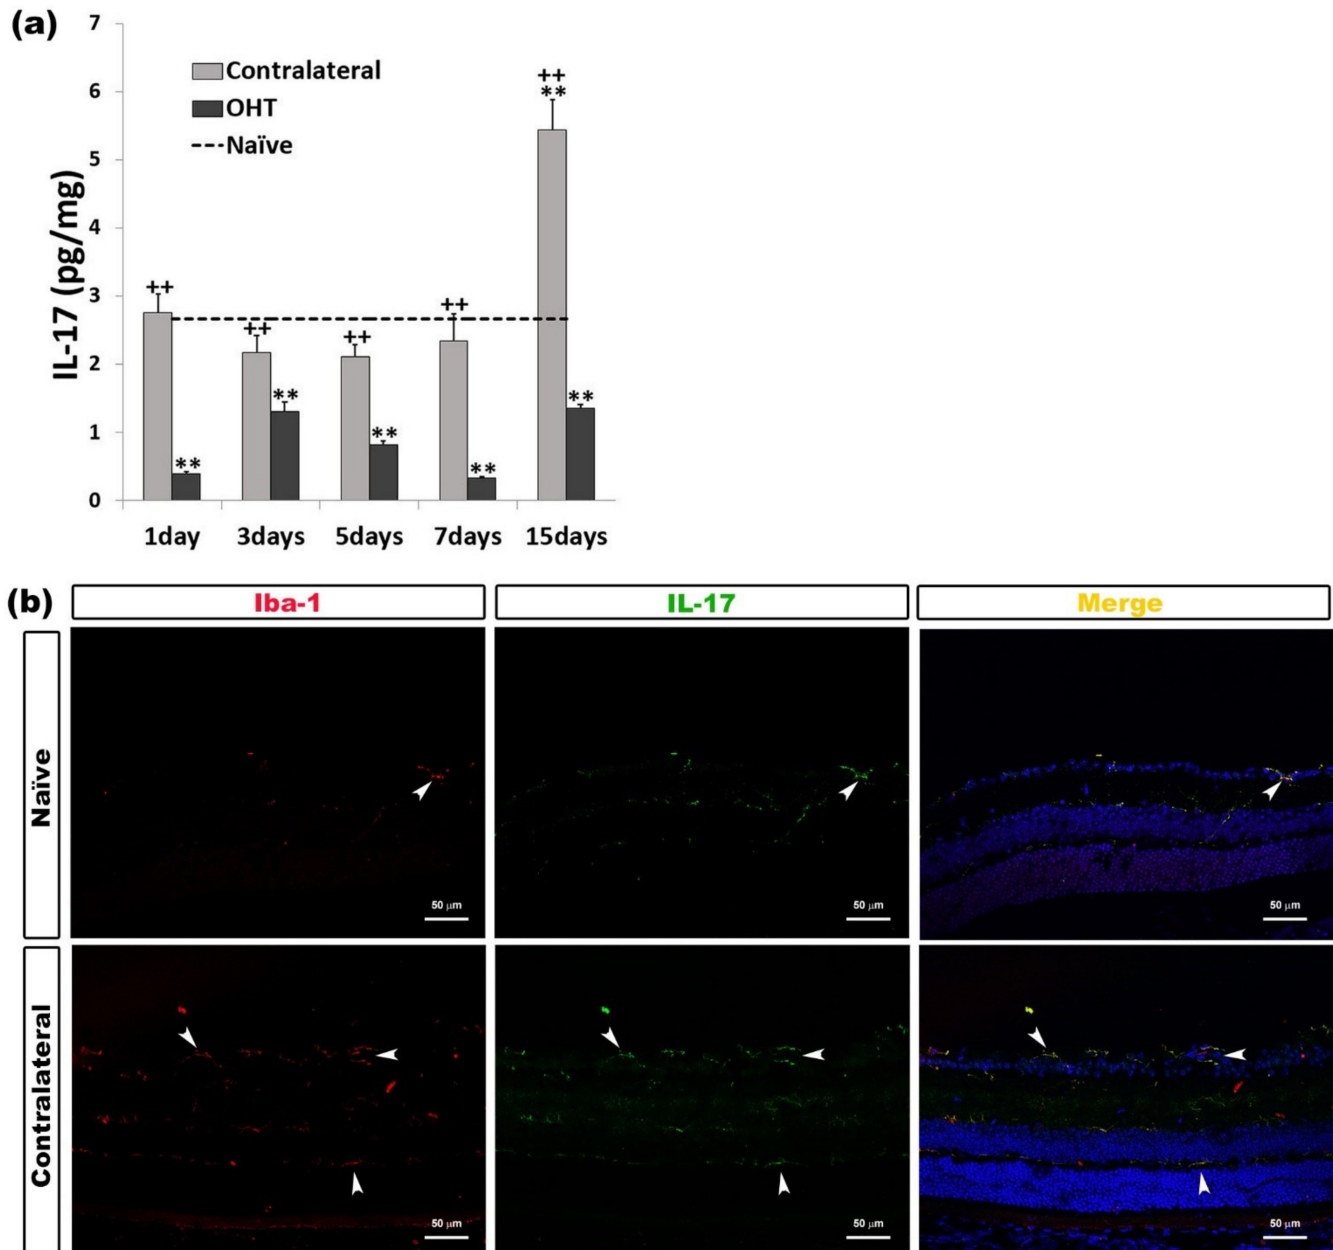 (a)
7
6
5
4
3
2
1
0
IL-17 (pg/mg)
Contralateral
OHT
Naïve
++
**
++
**
++
**
++
**
++
**
**
1day 3days 5days 7days 15days
(b)
Iba-1 IL-17 Merge
Naïve
50 µm 50 µm 50 µm
Contralateral
50 µm 50 µm 50 µm